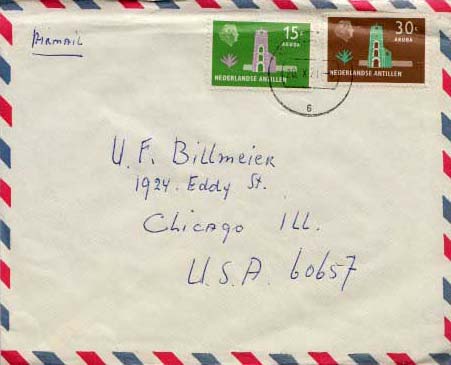 AIRMAIL
15c
ARUBA
NEDERLANDSE ANTILLEN
30c
ARUBA
NEDERLANDSE ANTILLEN
6
U. F. Billmeier
1924. Eddy St.
Chicago Ill.
U.S.A. 60657